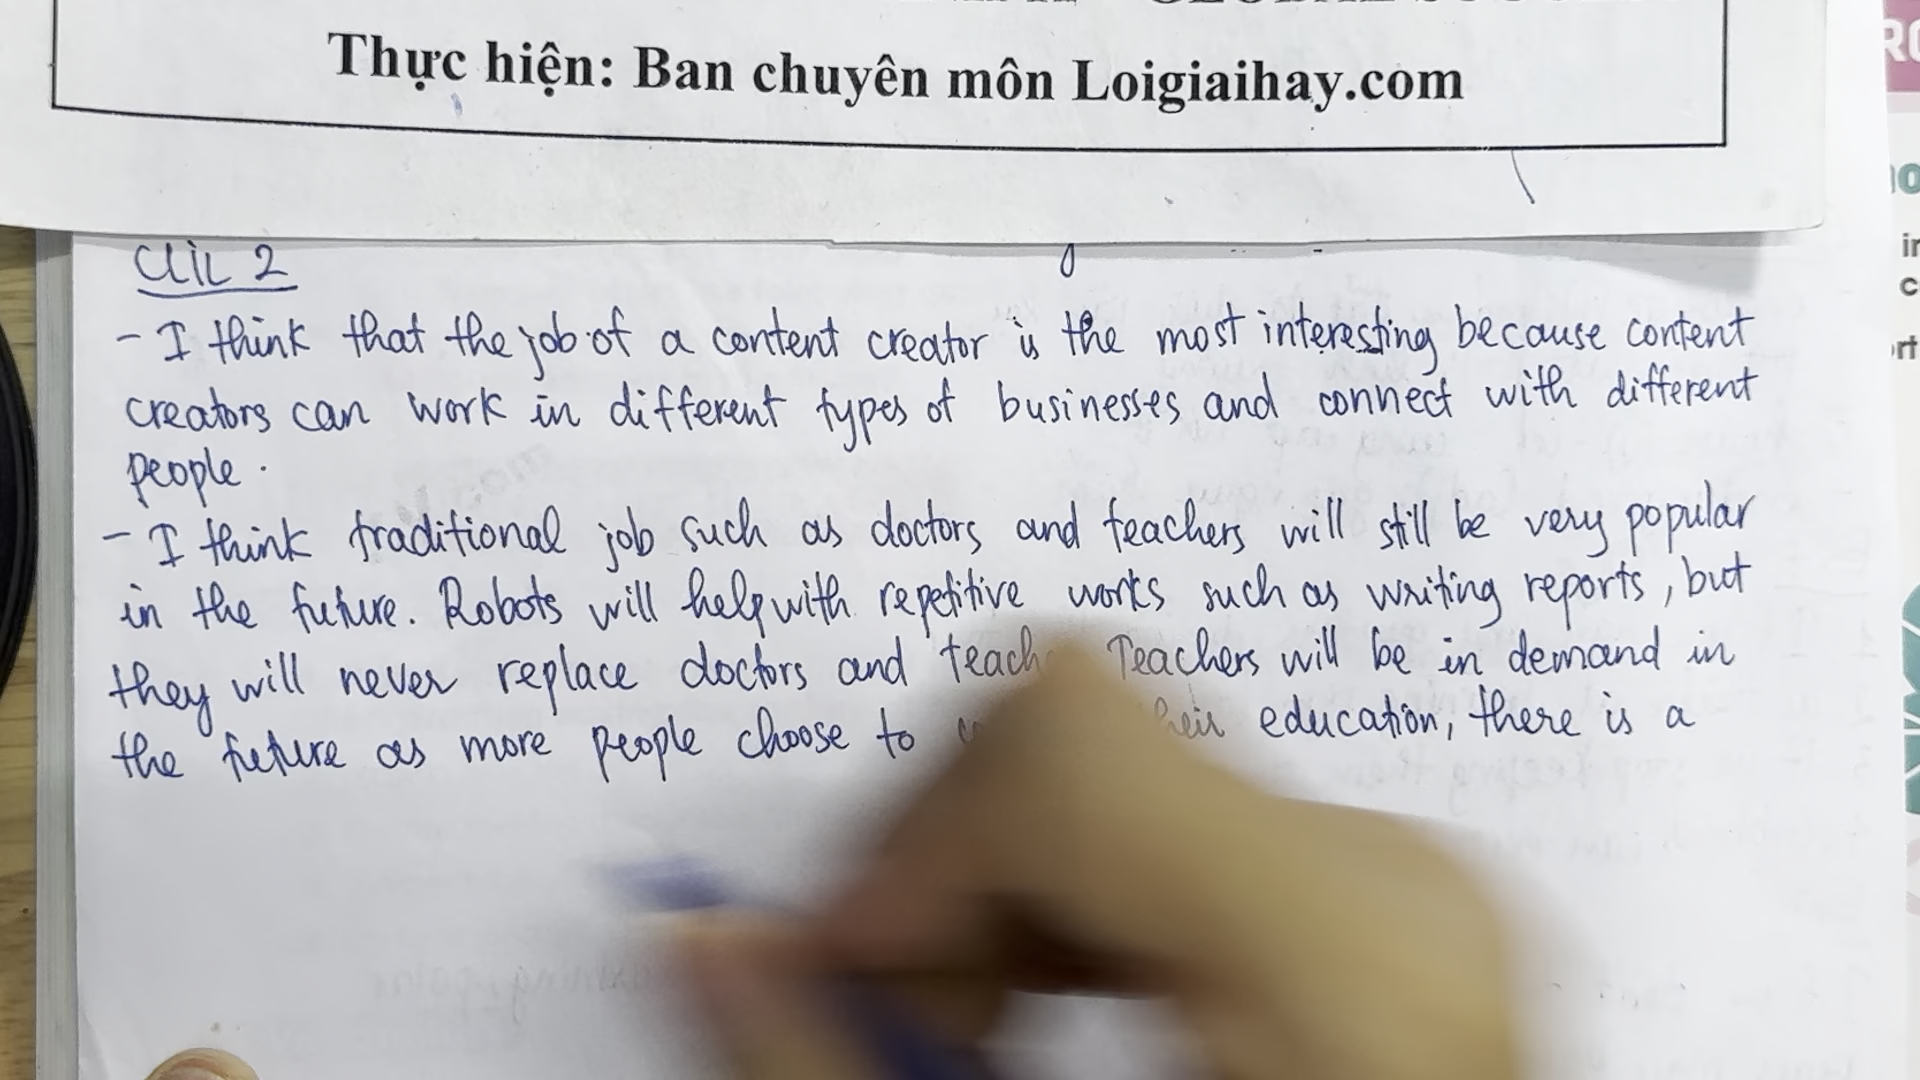 Thực hiện: Ban chuyên môn Loigiaihay.com
CLIL 2
- I think that the job of a content creator is the most interesting because content
creators can work in different types of businesses and connect with different
people.
- I think traditional job such as doctors and teachers will still be very popular
in the future. Robots will help with repetitive works such as writing reports, but
they will never replace doctors and Teachers will be in demand in
the future as more people choose to their education, there is a